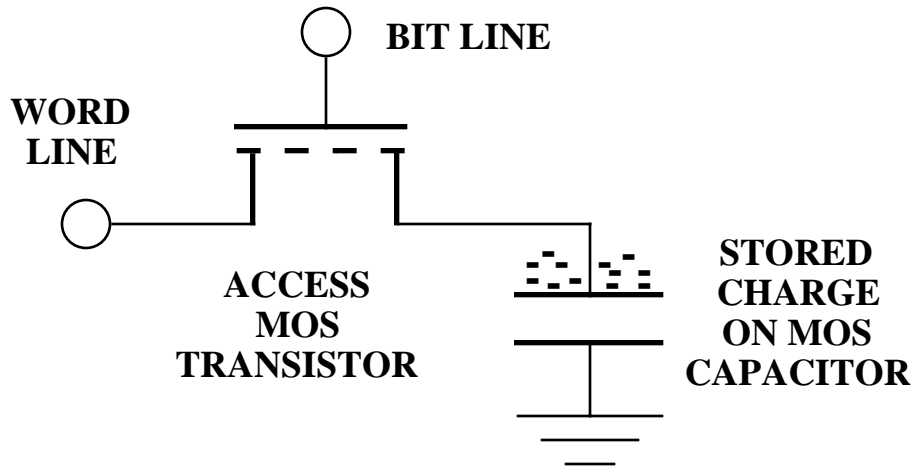 BIT LINE
WORD
LINE
ACCESS
MOS
TRANSISTOR
STORED
CHARGE
ON MOS
CAPACITOR